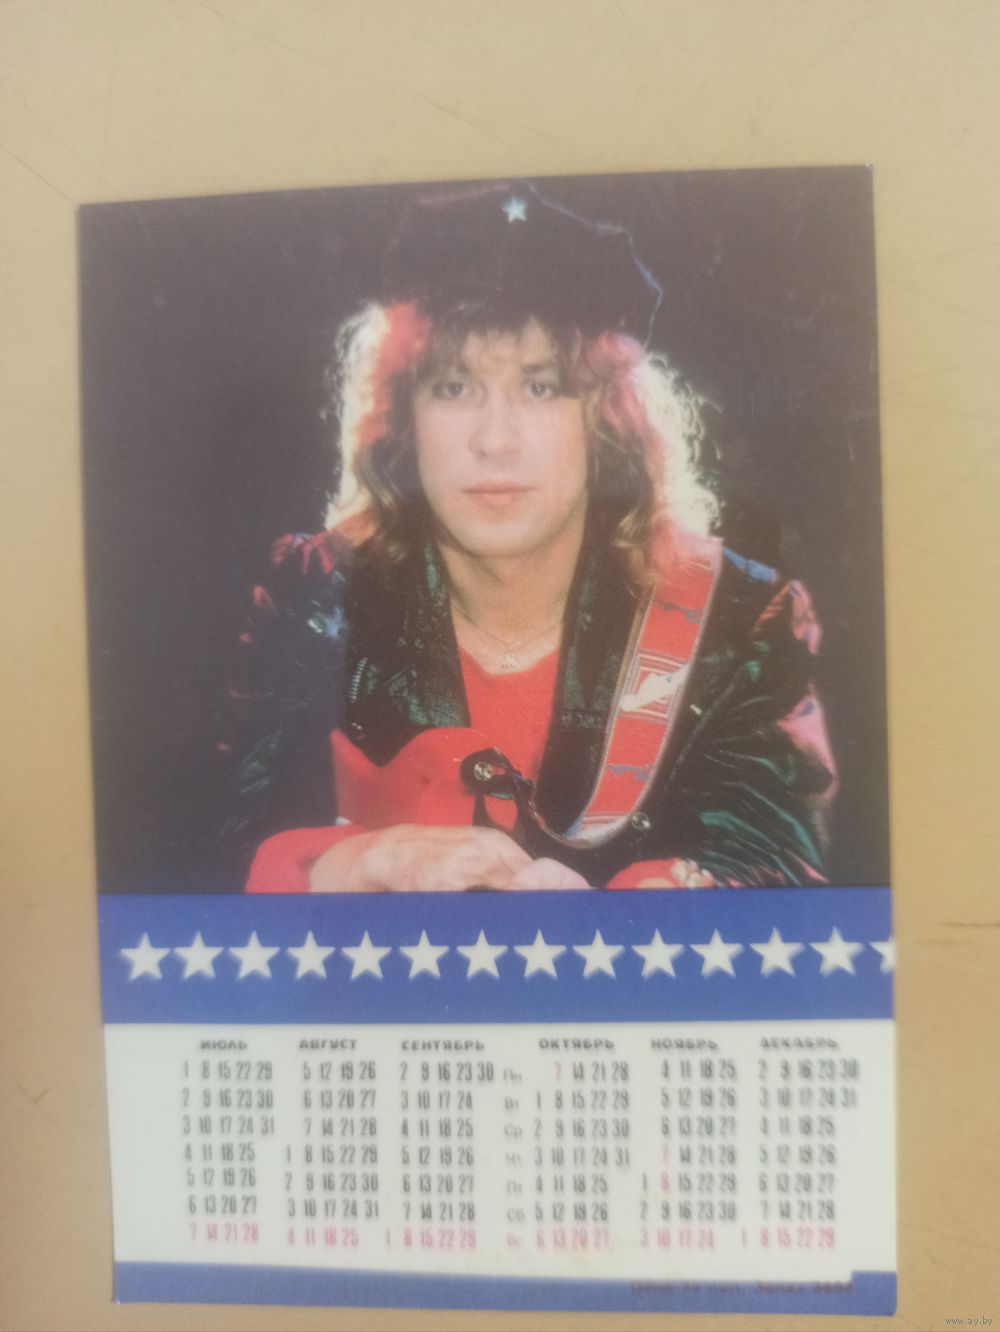 ИЮЛЬ АВГУСТ СЕНТЯБРЬ ОКТЯБРЬ НОЯБРЬ ДЕКАБРЬ
1 8 15 22 29 5 12 19 26 2 9 16 23 30 Пн 7 14 21 28 4 11 18 25 2 9 16 23 30
2 9 16 23 30 6 13 20 27 3 10 17 24 Вт 1 8 15 22 29 5 12 19 26 3 10 17 24 31
3 10 17 24 31 7 14 21 28 4 11 18 25 Ср 2 9 16 23 30 6 13 20 27 4 11 18 25
4 11 18 25 1 8 15 22 29 5 12 19 26 Чт 3 10 17 24 31 7 14 21 28 5 12 19 26
5 12 19 26 2 9 16 23 30 6 13 20 27 Пт 4 11 18 25 1 8 15 22 29 6 13 20 27
6 13 20 27 3 10 17 24 31 7 14 21 28 Сб 5 12 19 26 2 9 16 23 30 7 14 21 28
7 14 21 28 4 11 18 25 1 8 15 22 29 Вс 6 13 20 27 3 10 17 24 1 8 15 22 29
Цена коп. Заказ
www.ay.by